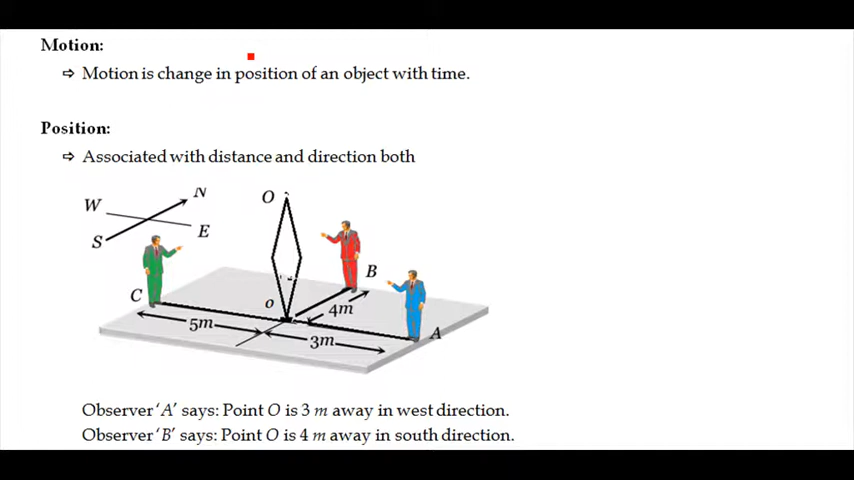 Motion:
⇨ Motion is change in position of an object with time.
Position:
⇨ Associated with distance and direction both
N
W
O
S
E
B
C
o
4m
5m
3m
A
Observer 'A' says: Point O is 3 m away in west direction.
Observer 'B' says: Point O is 4 m away in south direction.